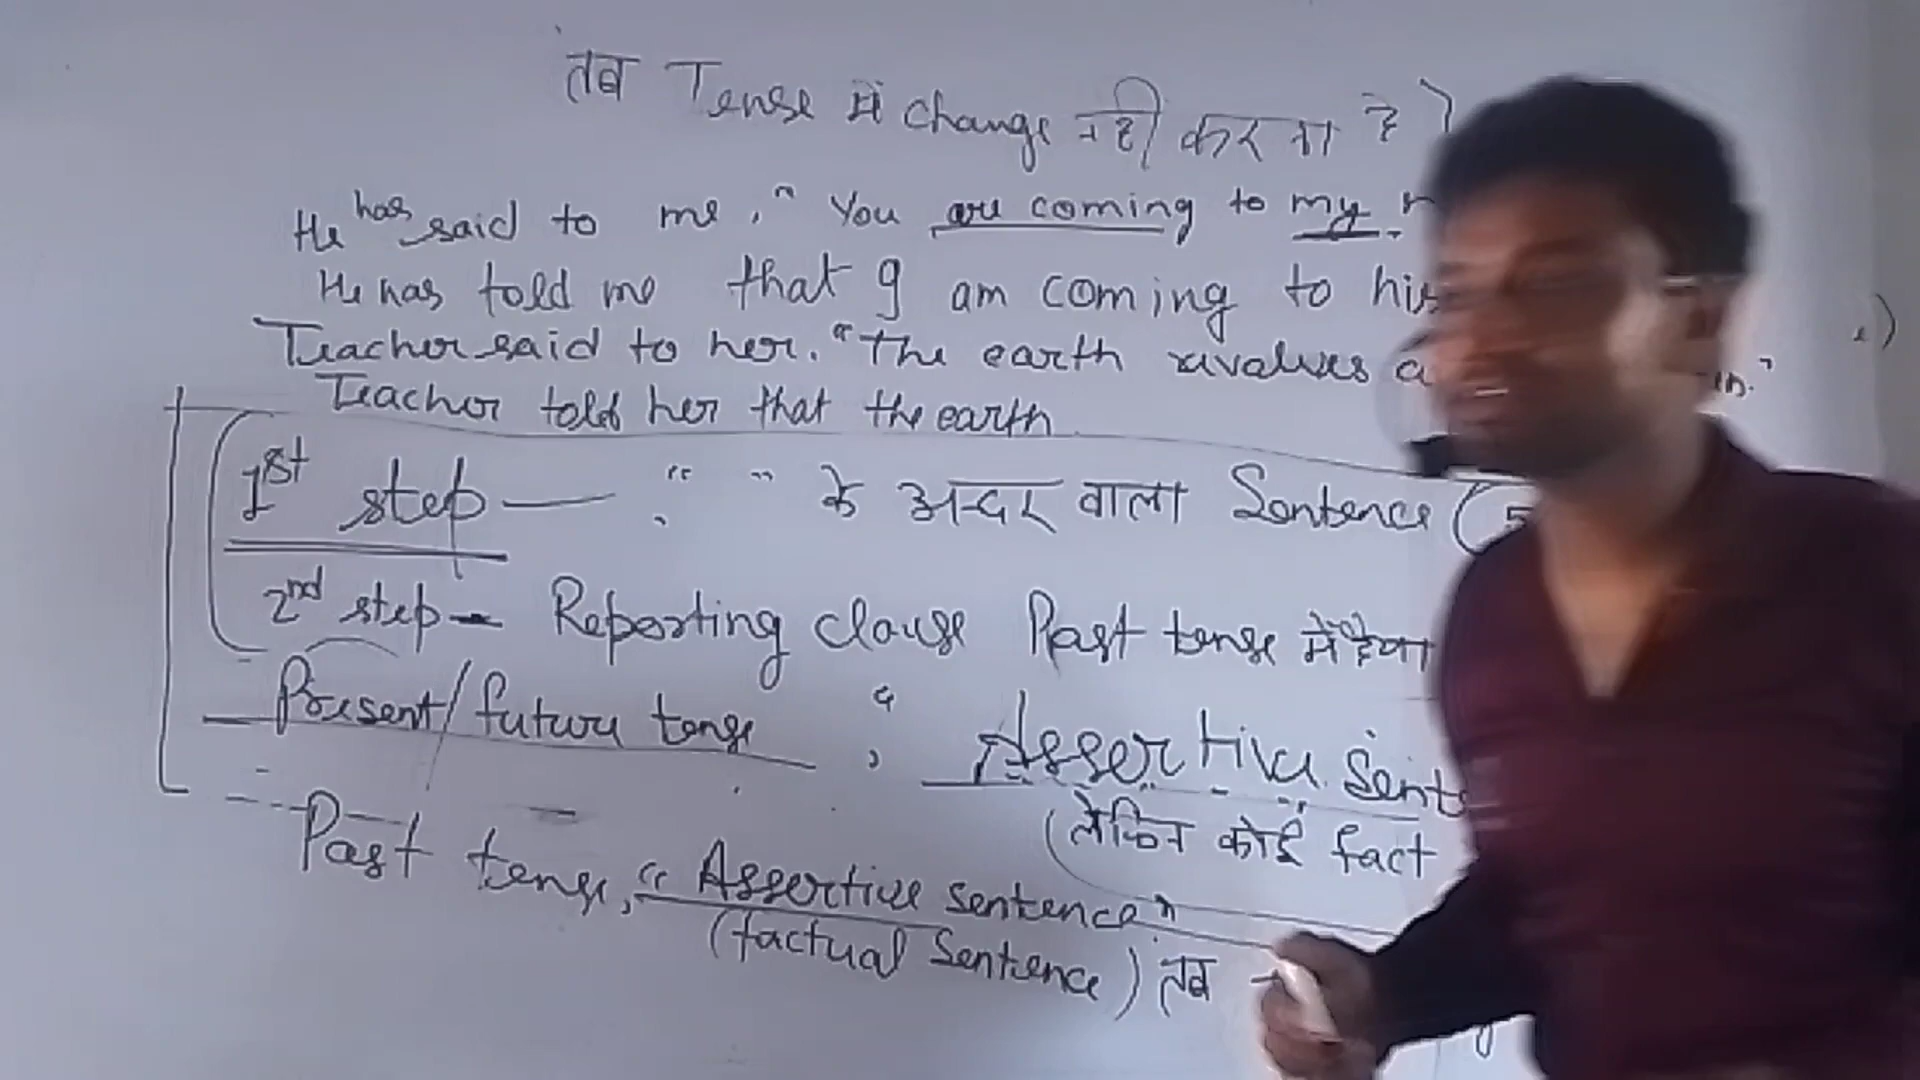 तब Tense में change नहीं करना है)
He has said to me, " You are coming to my
He has told me that I am coming to his
Teacher said to her. "The earth revolves a
Teacher told her that the earth
1st step — " " के अन्दर वाला Sentence (
2nd step - Reporting clause Past tense में
Present/future tense , " Assertive Sent
(लेकिन कोई fact
Past tense, " Assertive sentence"
(factual Sentence) तब